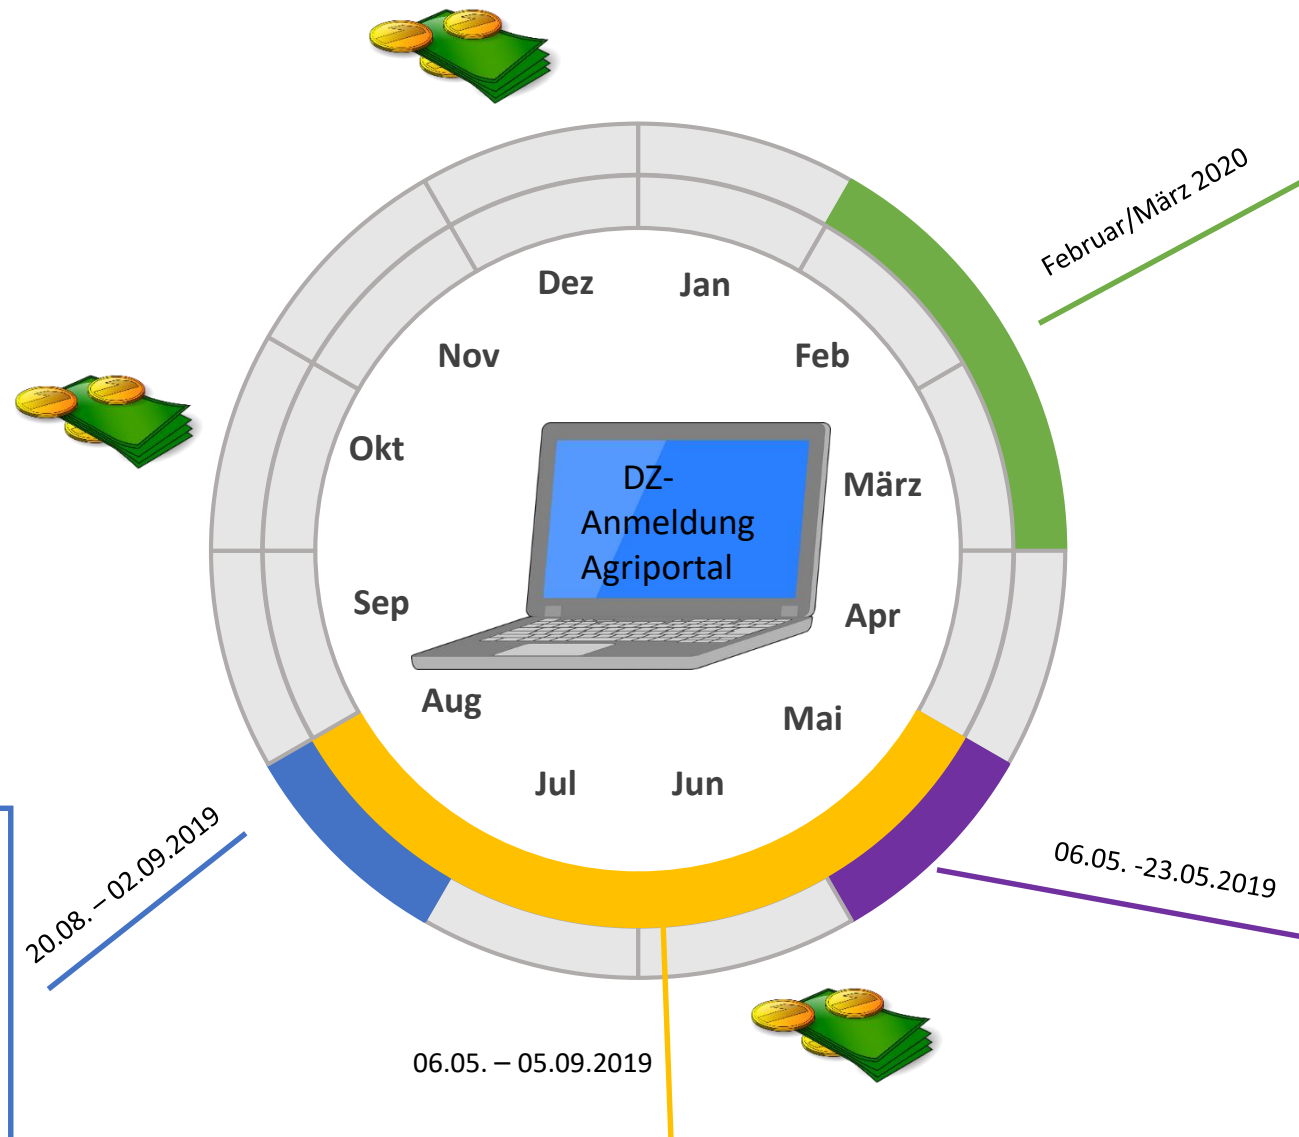 Februar/März 2020
Dez
Jan
Nov
Feb
Okt
März
DZ-
Anmeldung
Agriportal
Sep
Apr
Aug
Mai
Jul
Jun
20.08. – 02.09.2019
06.05. -23.05.2019
06.05. – 05.09.2019